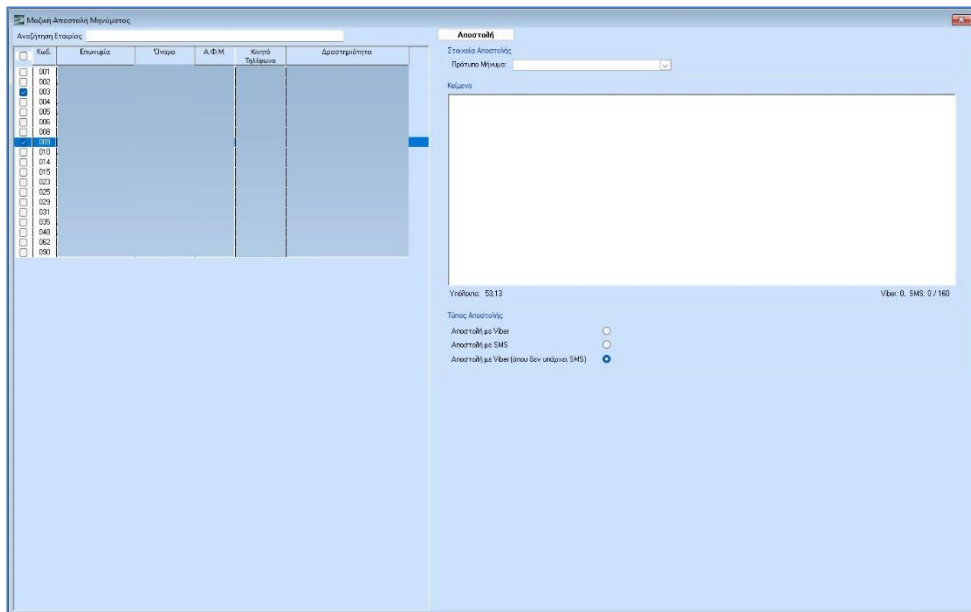 Μαζική Αποστολή Μηνύματος
Αναζήτηση Εταιρίας
Κωδ. Επωνυμία Όνομα Α.Φ.Μ. Κινητό Τηλέφωνο Δραστηριότητα
001
002
003
004
005
006
008
009
010
014
015
023
025
029
031
035
048
062
090
Αποστολή
Στοιχεία Αποστολής
Πρότυπο Μήνυμα:
Κείμενο
Υπόλοιπο: 53,13 Viber: 0, SMS: 0 / 160
Τύπος Αποστολής
Αποστολή με Viber
Αποστολή με SMS
Αποστολή με Viber (όπου δεν υπάρχει SMS)